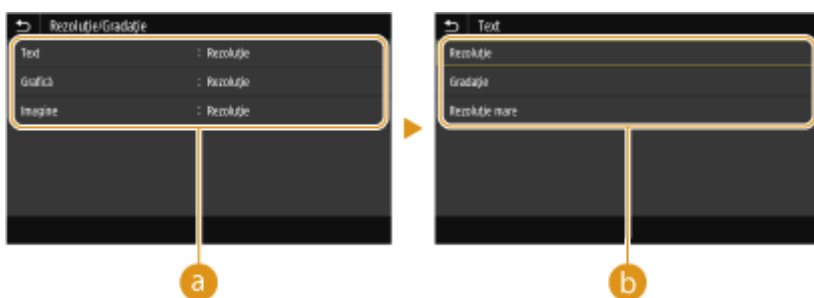 Rezoluție/Gradație
Text : Rezoluție
Grafică : Rezoluție
Imagine : Rezoluție
a
Text
Rezoluție
Gradație
Rezoluție mare
b